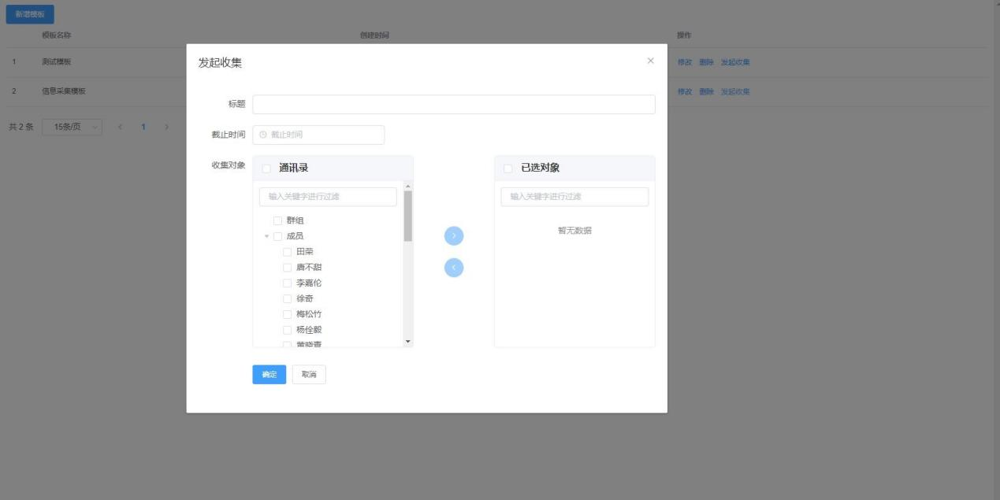 新增模板
模板名称 创建时间 操作
1 测试模板 修改 删除 发起收集
2 信息采集模板 修改 删除 发起收集
共 2 条 15条/页 1
发起收集
标题
截止时间 截止时间
收集对象
通讯录
输入关键字进行过滤
群组
成员
田荣
唐不甜
李嘉伦
徐奇
梅松竹
杨佺毅
已选对象
输入关键字进行过滤
暂无数据
确定 取消